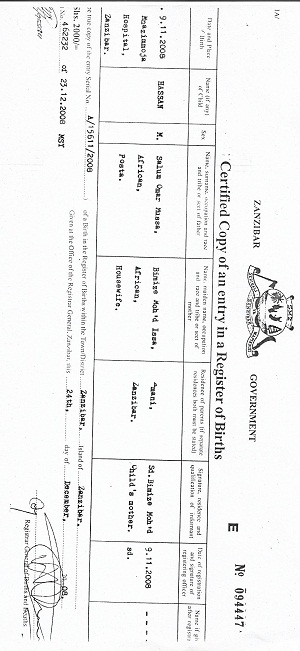 1A/
ZANZIBAR GOVERNMENT
E
Nº 094447
Certified Copy of an entry in a Register of Births
Date and Place of Birth
Name (if any) of Child
Sex
Name, surname, occupation and race and tribe or sect of father
Name, maiden name, occupation and race and tribe or sect of mother
Residence of parents (if separate residences both must be stated)
Signature, residence and qualification of informant
Date of registration and signature of registering officer
Name if given after registra
9.11.2008
Mnazimmoja
Hospital,
Zanzibar.
HASSAN
M.
Salum Omar Mussa,
African,
Posta.
Bimize Moh'd Issa,
African,
Housewife.
Amani,
Zanzibar.
Sd.Bimize Moh'd
Child's mother.
9.11.2008
sd.
- - -
true copy of the entry Serial No. A/15611/2008 of a Birth in the Register of Births within the Town/District Zanzibar, Island of Zanzibar.
Given at the Office of the Registrar General, Zanzibar, this 24th, day of December, 08.
Shs. 2000/=
No. 462232 of 23.12.2008 MST
Registrar General of Births and Deaths